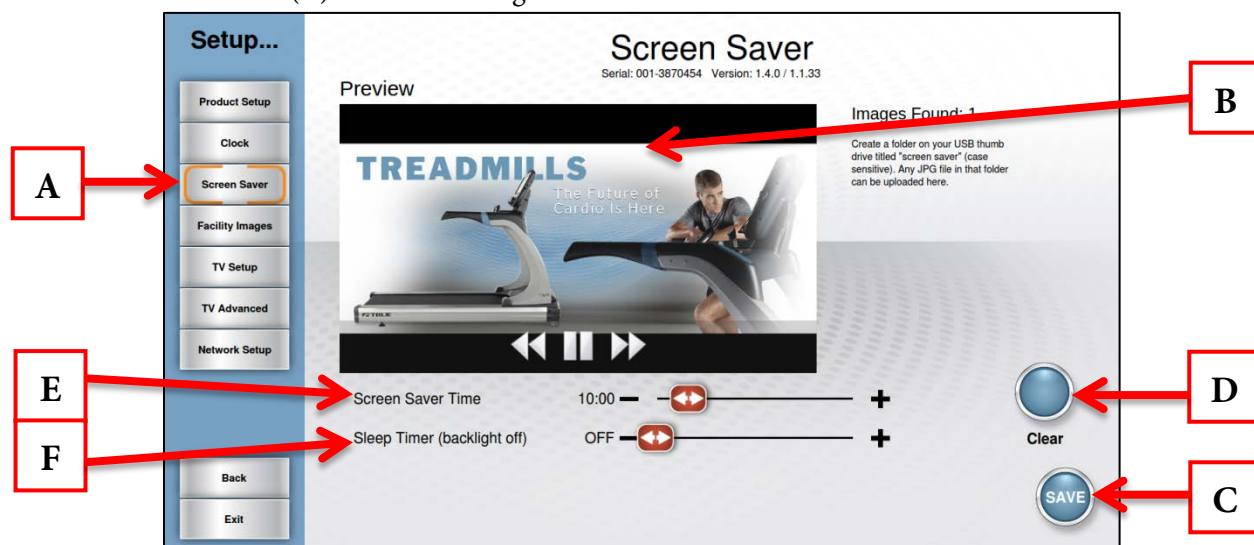 Setup...
Product Setup
Clock
Screen Saver
Facility Images
TV Setup
TV Advanced
Network Setup
Back
Exit
Screen Saver
Serial: 001-3870454 Version: 1.4.0 / 1.1.33
Preview
TREADMILLS
The Future of
Cardio Is Here
Images Found: 1
Create a folder on your USB thumb
drive titled "screen saver" (case
sensitive). Any JPG file in that folder
can be uploaded here.
Screen Saver Time 10:00
Sleep Timer (backlight off) OFF
Clear
SAVE
A
B
E
F
D
C